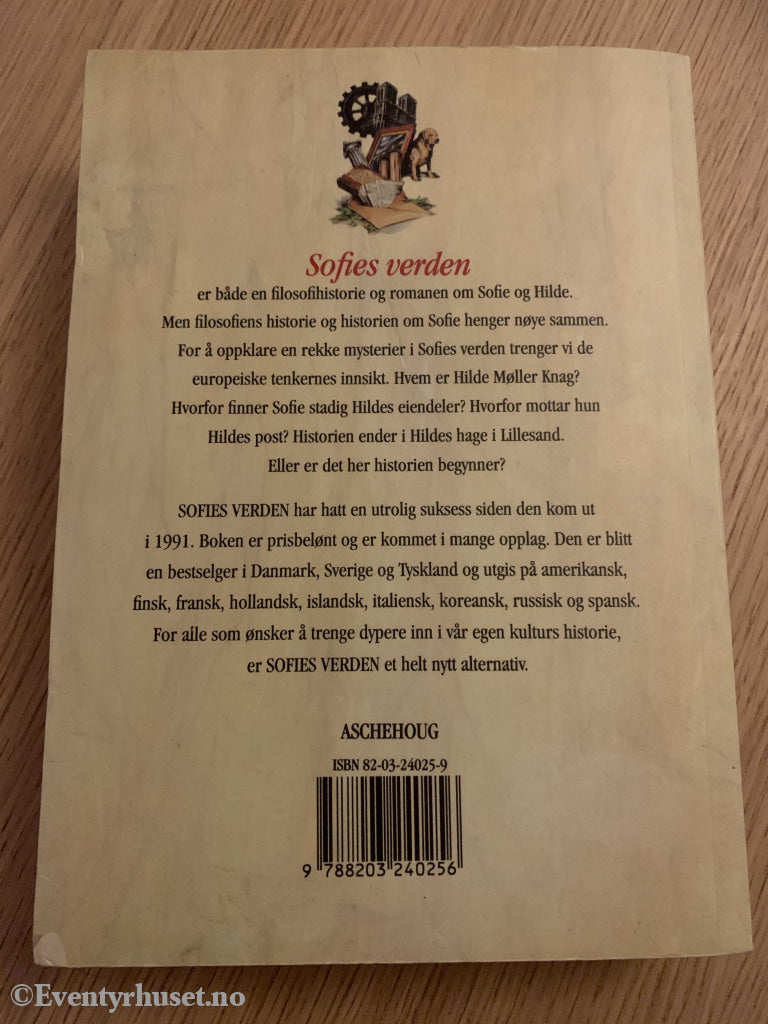 Sofies verden
er både en filosofihistorie og romanen om Sofie og Hilde.
Men filosofiens historie og historien om Sofie henger nøye sammen.
For å oppklare en rekke mysterier i Sofies verden trenger vi de
europeiske tenkernes innsikt. Hvem er Hilde Møller Knag?
Hvorfor finner Sofie stadig Hildes eiendeler? Hvorfor mottar hun
Hildes post? Historien ender i Hildes hage i Lillesand.
Eller er det her historien begynner?
SOFIES VERDEN har hatt en utrolig suksess siden den kom ut
i 1991. Boken er prisbelønt og er kommet i mange opplag. Den er blitt
en bestselger i Danmark, Sverige og Tyskland og utgis på amerikansk,
finsk, fransk, hollandsk, islandsk, italiensk, koreansk, russisk og spansk.
For alle som ønsker å trenge dypere inn i vår egen kulturs historie,
er SOFIES VERDEN et helt nytt alternativ.
ASCHEHOUG
ISBN 82-03-24025-9
9 788203 240256
©Eventyrhuset.no